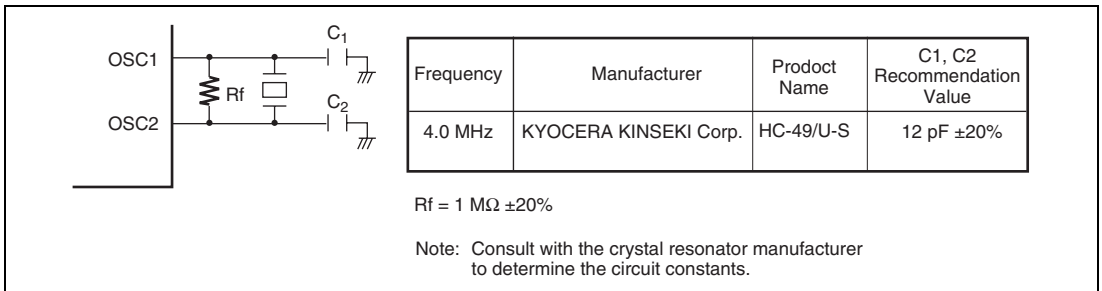 OSC1
OSC2
Rf
C1
C2
Frequency Manufacturer Product Name C1, C2 Recommendation Value
4.0 MHz KYOCERA KINSEKI Corp. HC-49/U-S 12 pF ±20%
Rf = 1 MΩ ±20%
Note: Consult with the crystal resonator manufacturer
to determine the circuit constants.